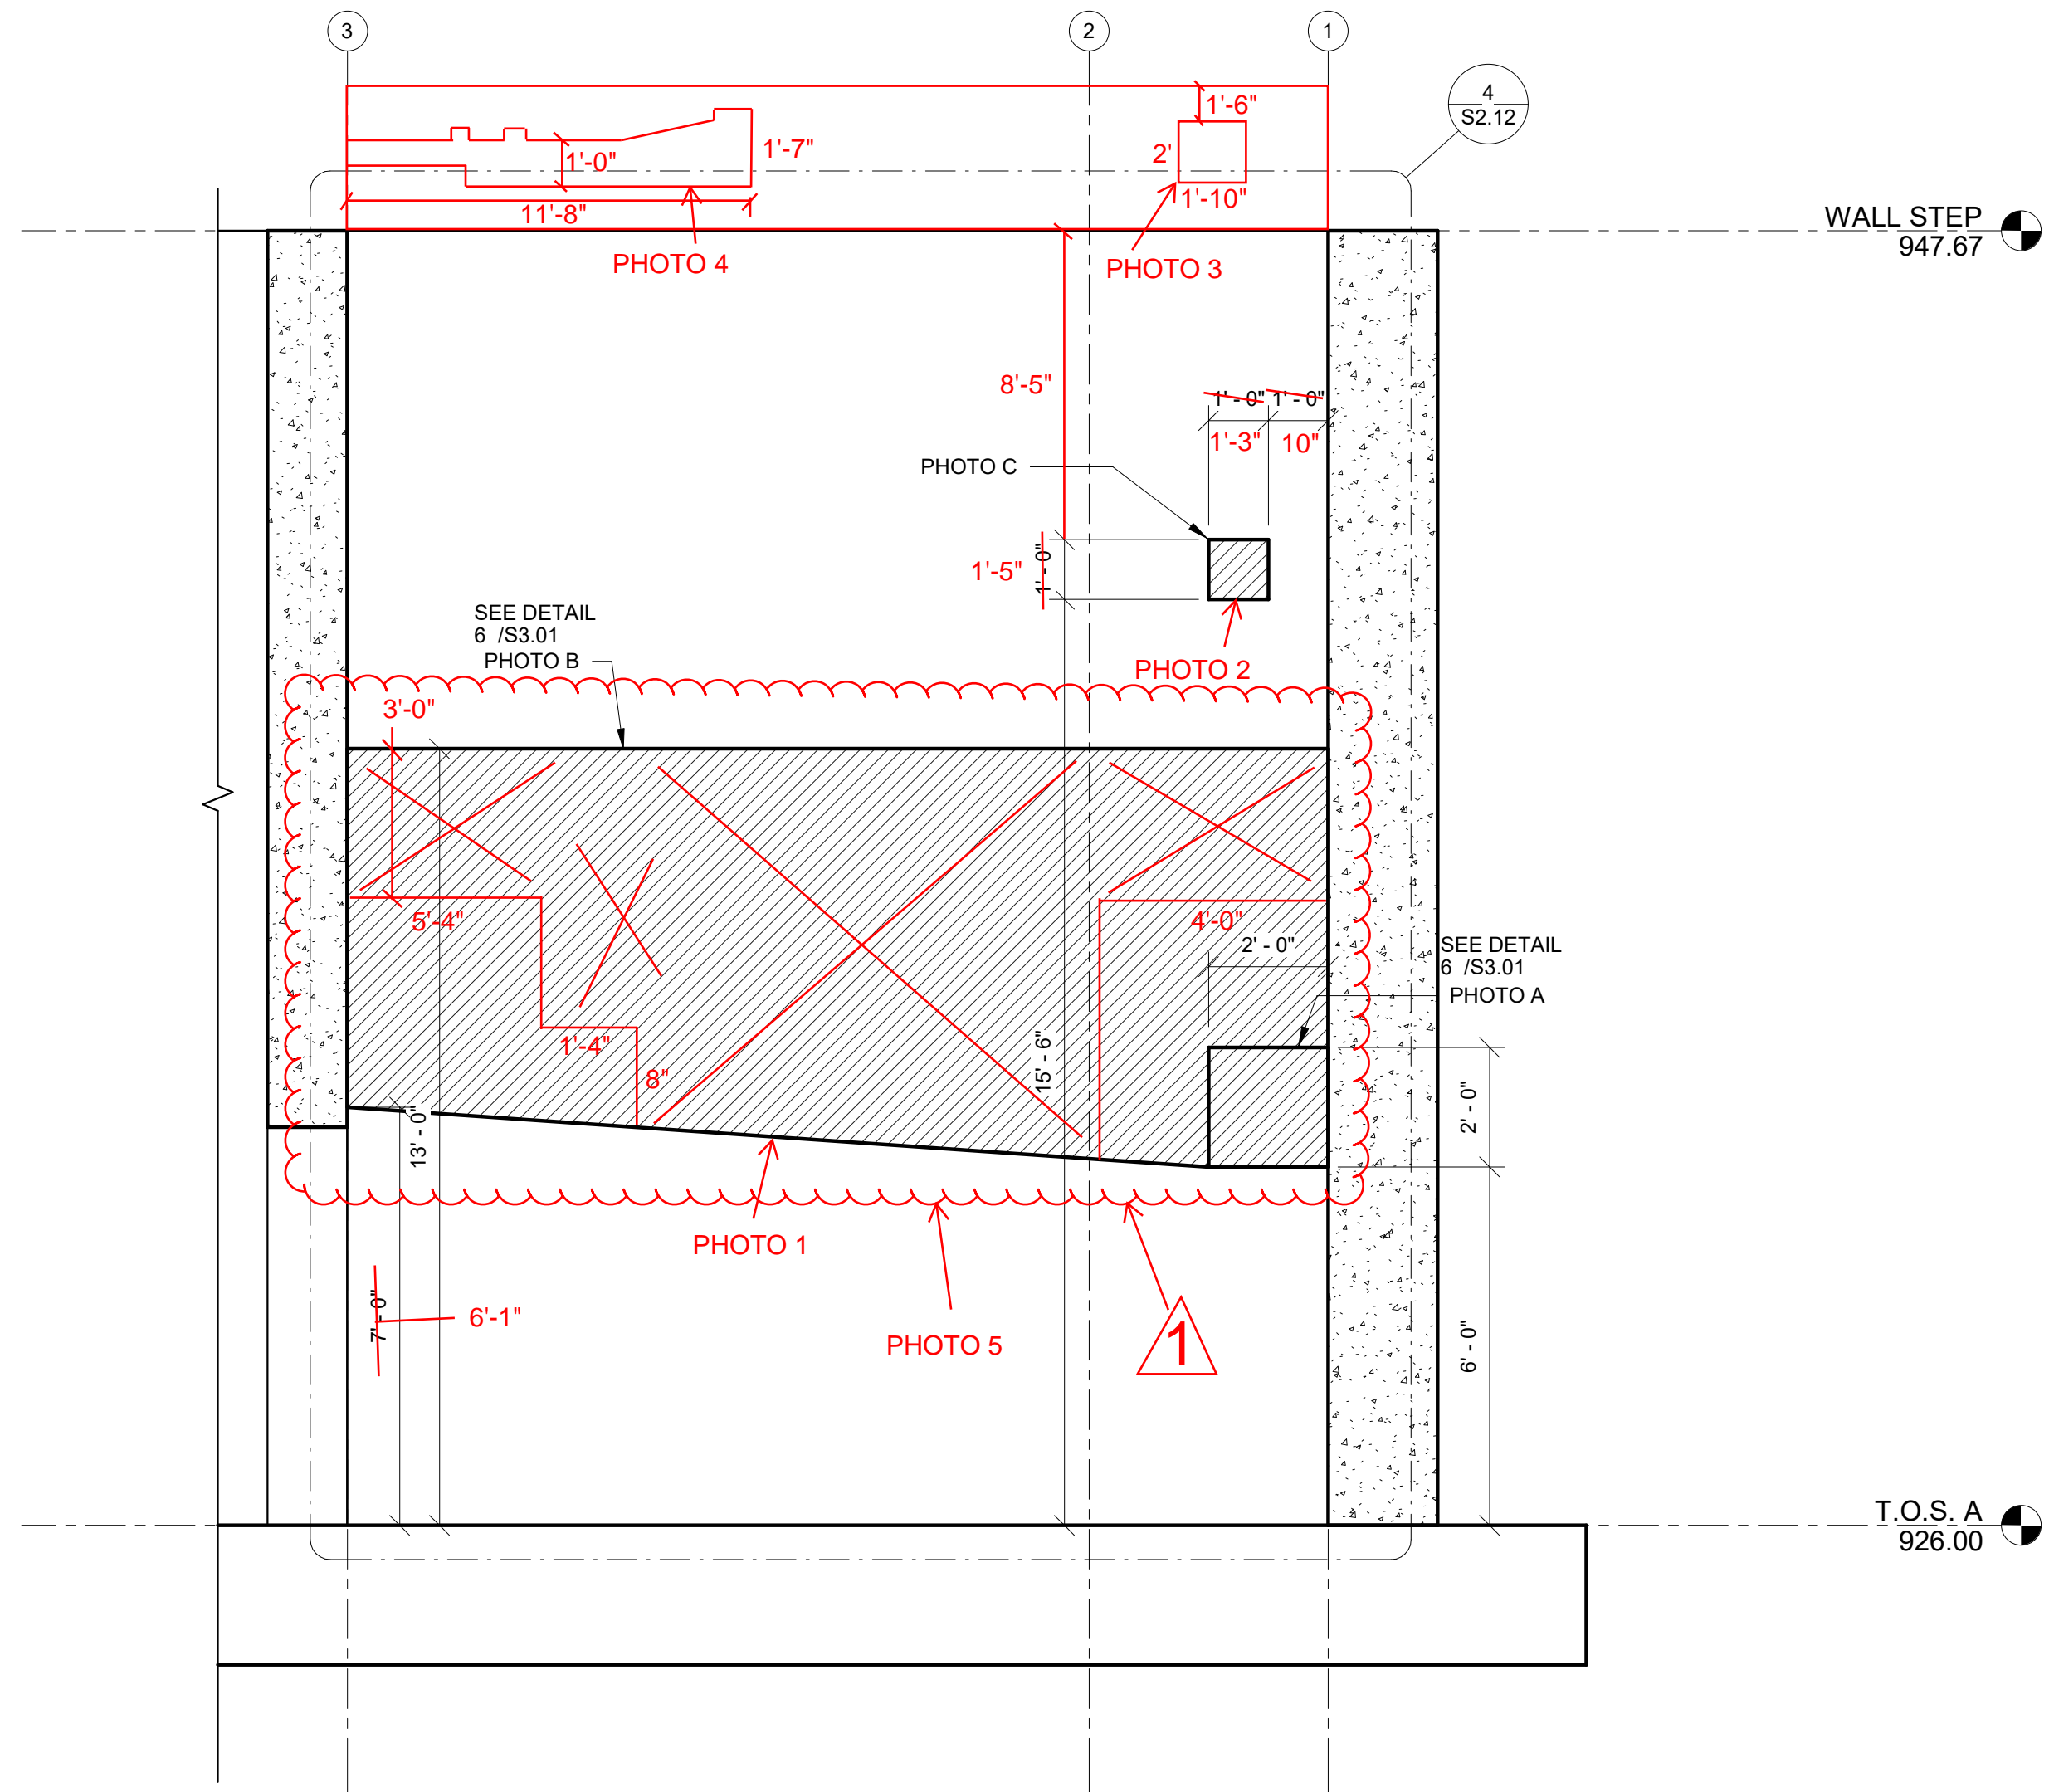 3
2
1
4
S2.12
1'-6"
1'-0"
1'-7"
2'
1'-10"
11'-8"
PHOTO 4
PHOTO 3
WALL STEP
947.67
8'-5"
1' - 0"
1' - 0"
1'-3"
10"
PHOTO C
1'-5"
1' - 0"
SEE DETAIL
6 /S3.01
PHOTO B
PHOTO 2
3'-0"
5'-4"
4'-0"
2' - 0"
SEE DETAIL
6 /S3.01
PHOTO A
1'-4"
8"
15' - 6"
13' - 0"
2' - 0"
PHOTO 1
7' - 0"
6'-1"
PHOTO 5
1
6' - 0"
T.O.S. A
926.00